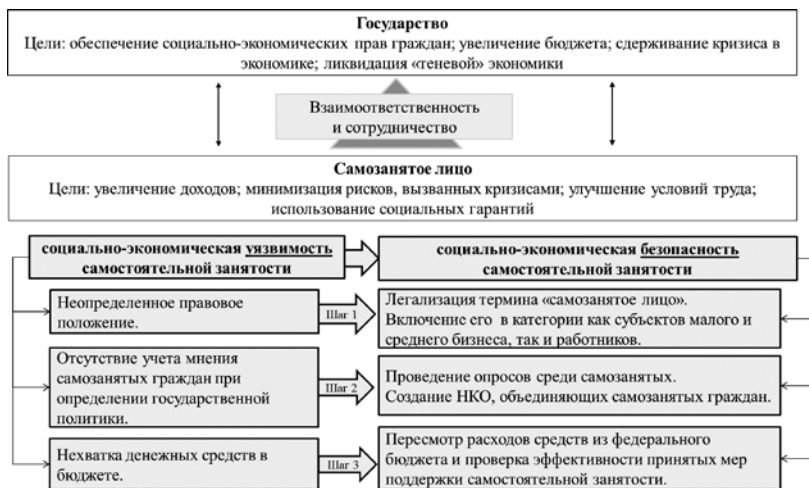 Государство
Цели: обеспечение социально-экономических прав граждан; увеличение бюджета; сдерживание кризиса в
экономике; ликвидация «теневой» экономики
Взаимоответственность
и сотрудничество
Самозанятое лицо
Цели: увеличение доходов; минимизация рисков, вызванных кризисами; улучшение условий труда;
использование социальных гарантий
социально-экономическая уязвимость
самостоятельной занятости
социально-экономическая безопасность
самостоятельной занятости
Неопределенное правовое
положение.
Шаг 1
Легализация термина «самозанятое лицо».
Включение его в категории как субъектов малого и
среднего бизнеса, так и работников.
Отсутствие учета мнения
самозанятых граждан при
определении государственной
политики.
Шаг 2
Проведение опросов среди самозанятых.
Создание НКО, объединяющих самозанятых граждан.
Нехватка денежных средств в
бюджете.
Шаг 3
Пересмотр расходов средств из федерального
бюджета и проверка эффективности принятых мер
поддержки самостоятельной занятости.